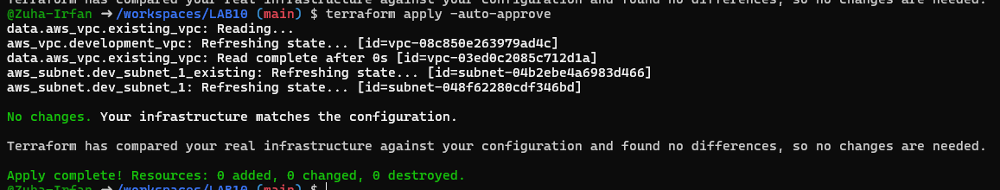 Terraform has compared your real infrastructure against your configuration and found no differences, so no changes are needed.
@Zuha-Irfan ➜ /workspaces/LAB10 (main) $ terraform apply -auto-approve
data.aws_vpc.existing_vpc: Reading...
aws_vpc.development_vpc: Refreshing state... [id=vpc-08c850e263979ad4c]
data.aws_vpc.existing_vpc: Read complete after 0s [id=vpc-03ed0c2085c712d1a]
aws_subnet.dev_subnet_1_existing: Refreshing state... [id=subnet-04b2ebe4a6983d466]
aws_subnet.dev_subnet_1: Refreshing state... [id=subnet-048f62280cdf346bd]
No changes. Your infrastructure matches the configuration.
Terraform has compared your real infrastructure against your configuration and found no differences, so no changes are needed.
Apply complete! Resources: 0 added, 0 changed, 0 destroyed.
@Zuha-Irfan ➜ /workspaces/LAB10 (main) $